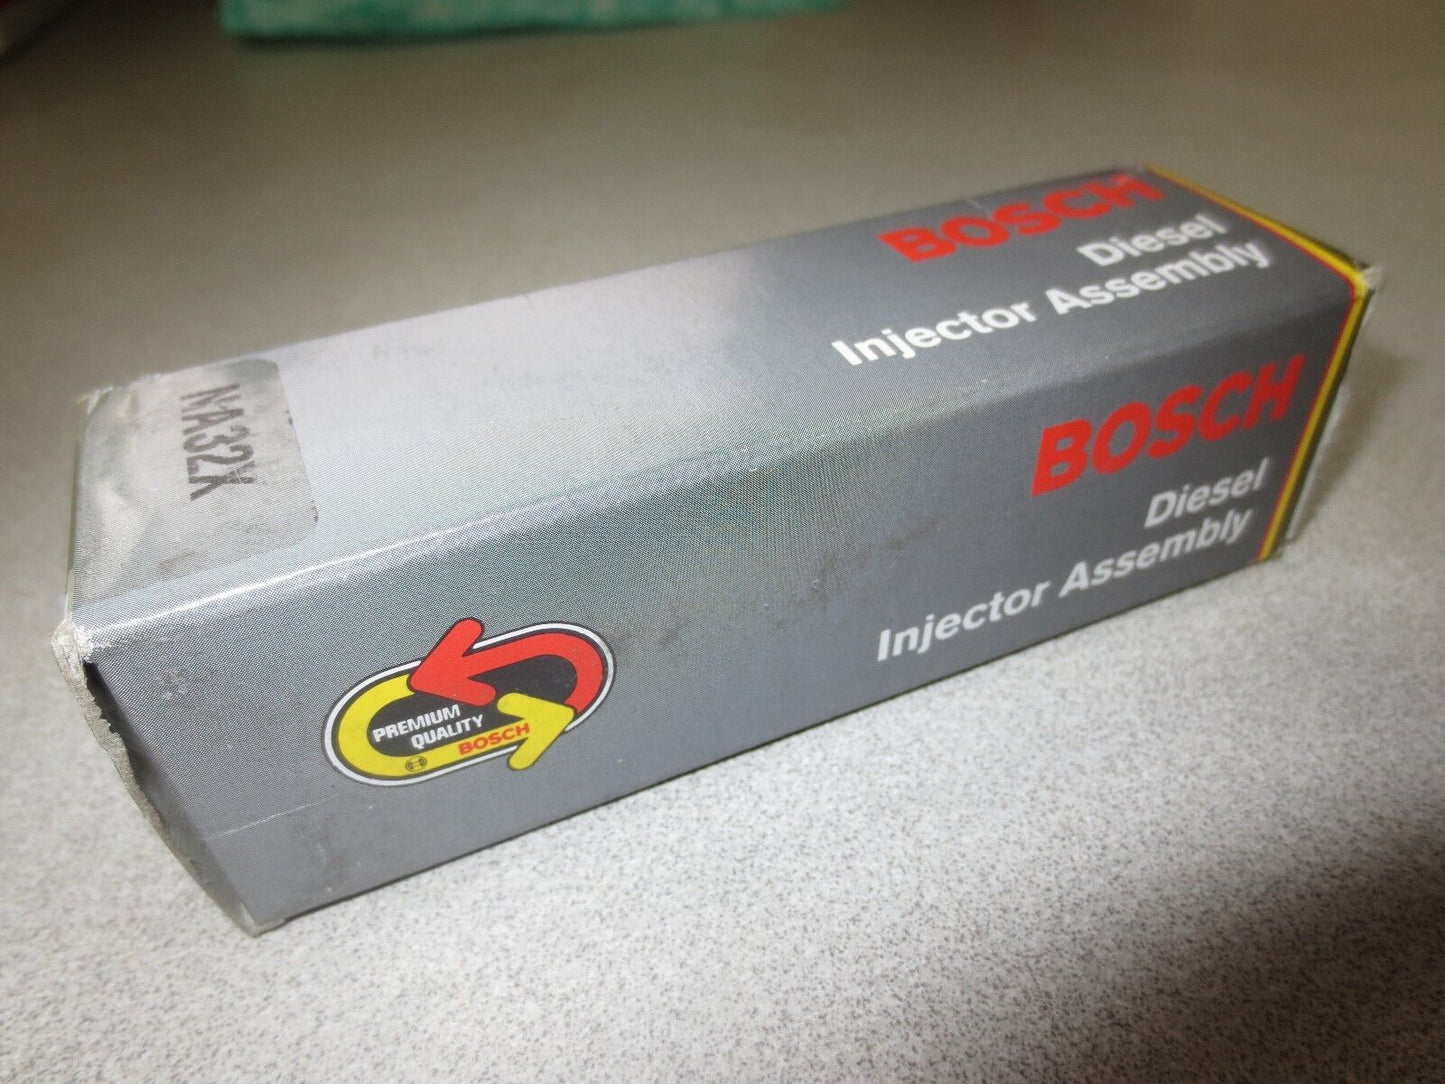 BOSCH
Diesel
Injector Assembly
NA32X
BOSCH
Diesel
Injector Assembly
PREMIUM
QUALITY
BOSCH